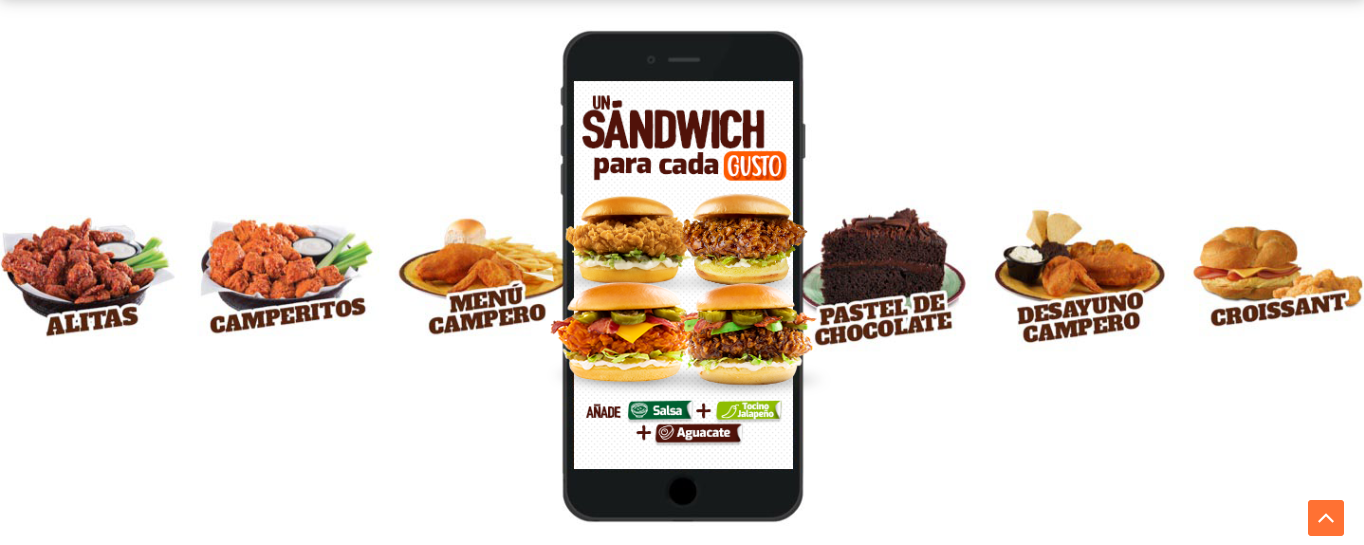 UN
SÁNDWICH
para cada GUSTO
ALITAS
CAMPERITOS
MENÚ
CAMPERO
PASTEL DE
CHOCOLATE
DESAYUNO
CAMPERO
CROISSANT
AÑADE Salsa + Tocino
Jalapeño
+ Aguacate